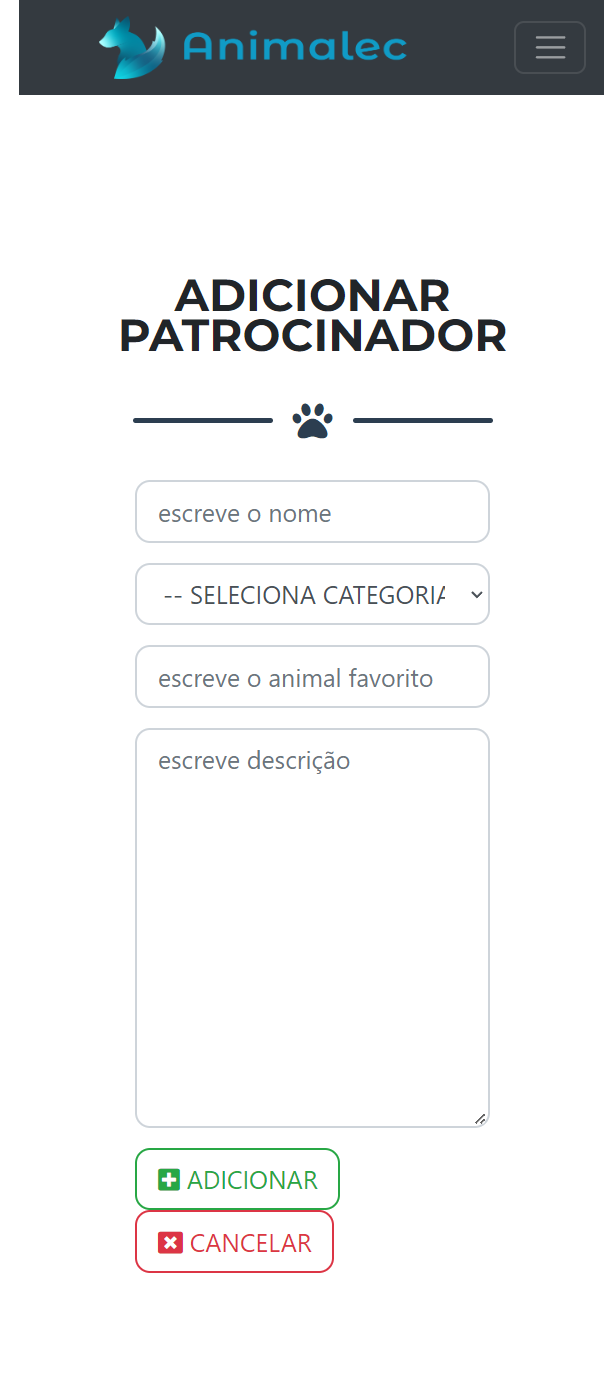 Animalec
ADICIONAR
PATROCINADOR
escreve o nome
-- SELECIONA CATEGORIA
escreve o animal favorito
escreve descrição
ADICIONAR
CANCELAR